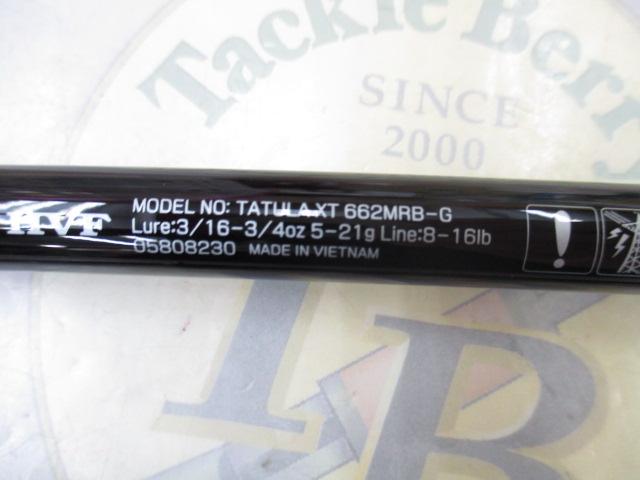 Tackle Berry
SINCE
2000
HVF
MODEL NO: TATULA XT 662MRB-G
Lure:3/16-3/4oz 5-21g Line:8-16lb
05808230 MADE IN VIETNAM
TB